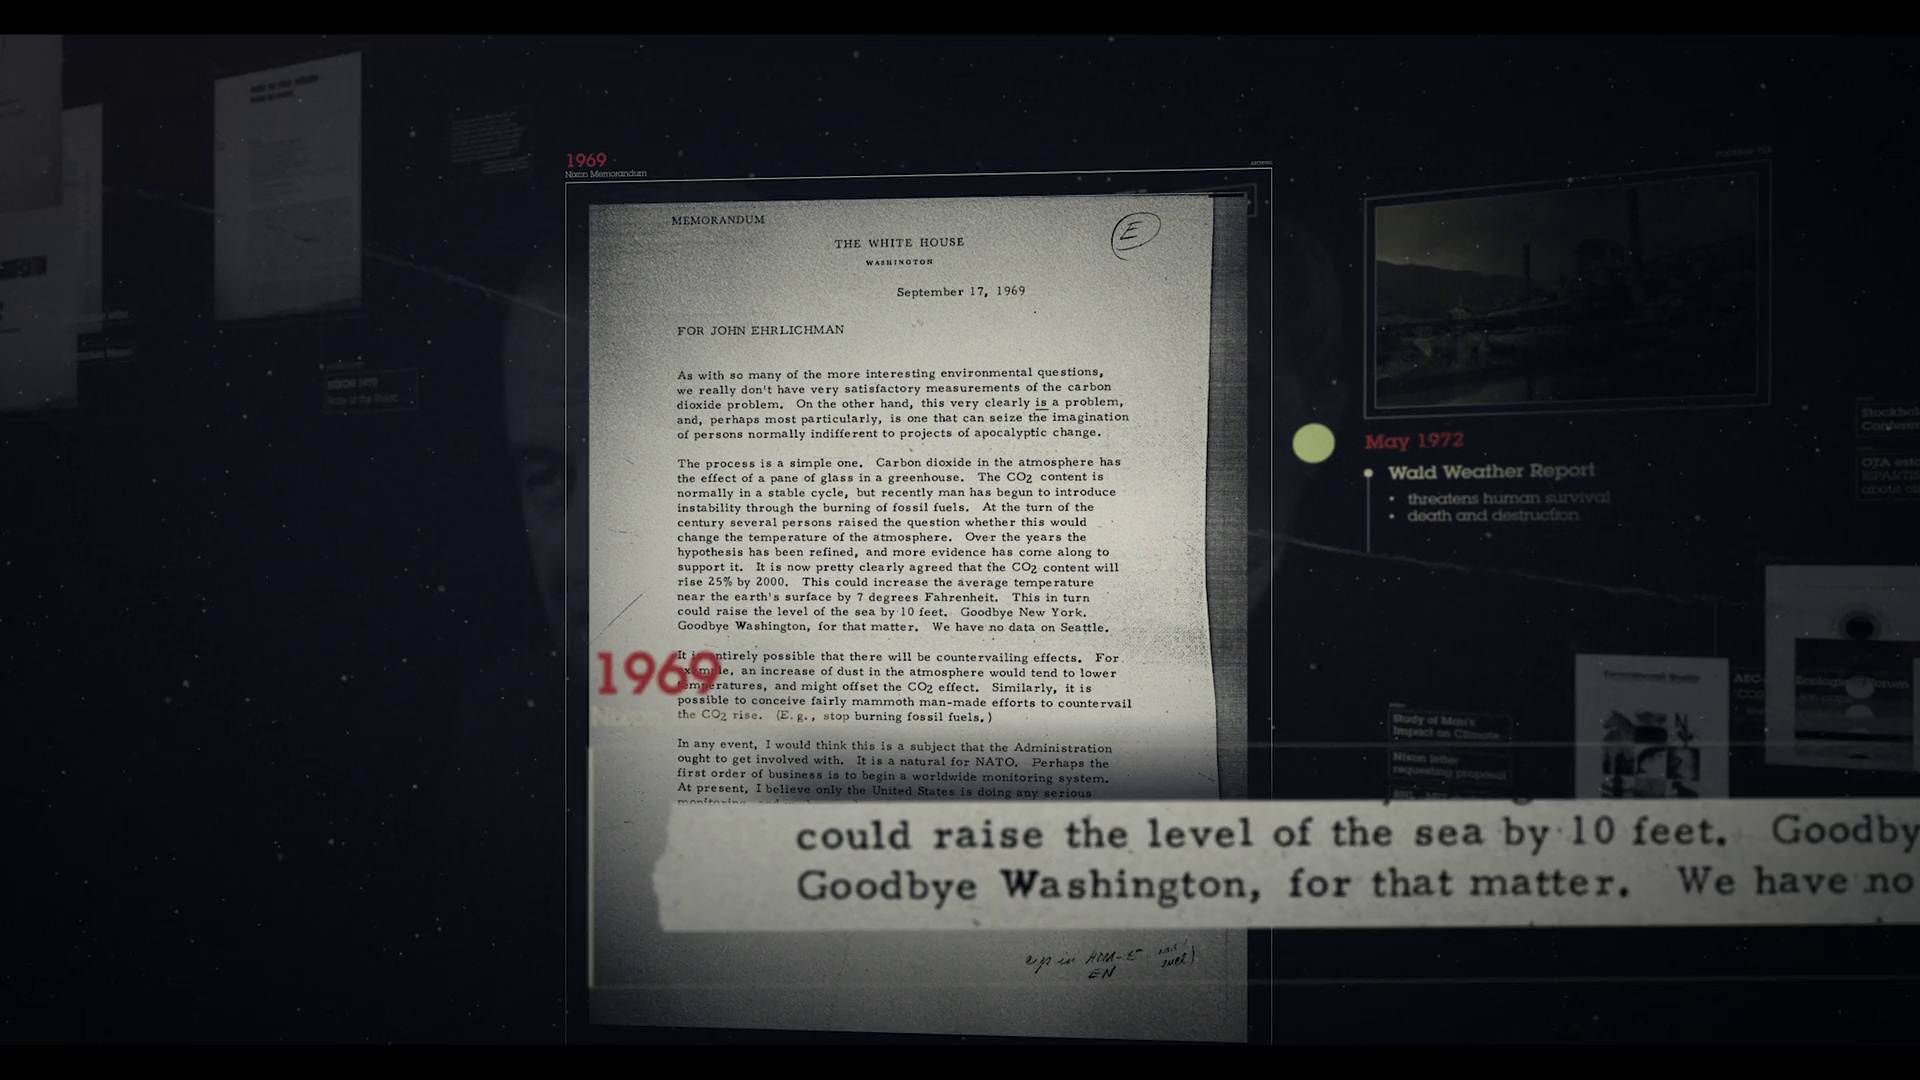 1969
Nixon Memorandum
MEMORANDUM
E
THE WHITE HOUSE
WASHINGTON
September 17, 1969
FOR JOHN EHRLICHMAN
As with so many of the more interesting environmental questions,
we really don't have very satisfactory measurements of the carbon
dioxide problem. On the other hand, this very clearly is a problem,
and, perhaps most particularly, is one that can seize the imagination
of persons normally indifferent to projects of apocalyptic change.
The process is a simple one. Carbon dioxide in the atmosphere has
the effect of a pane of glass in a greenhouse. The CO2 content is
normally in a stable cycle, but recently man has begun to introduce
instability through the burning of fossil fuels. At the turn of the
century several persons raised the question whether this would
change the temperature of the atmosphere. Over the years the
hypothesis has been refined, and more evidence has come along to
support it. It is now pretty clearly agreed that the CO2 content will
rise 25% by 2000. This could increase the average temperature
near the earth's surface by 7 degrees Fahrenheit. This in turn
could raise the level of the sea by 10 feet. Goodbye New York.
Goodbye Washington, for that matter. We have no data on Seattle.
It is entirely possible that there will be countervailing effects. For
example, an increase of dust in the atmosphere would tend to lower
temperatures, and might offset the CO2 effect. Similarly, it is
possible to conceive fairly mammoth man-made efforts to countervail
the CO2 rise. (E.g., stop burning fossil fuels.)
1969
Nixon
In any event, I would think this is a subject that the Administration
ought to get involved with. It is a natural for NATO. Perhaps the
first order of business is to begin a worldwide monitoring system.
At present, I believe only the United States is doing any serious
monitoring
could raise the level of the sea by 10 feet. Goodby
Goodbye Washington, for that matter. We have no
EN
May 1972
Wald Weather Report
• threatens human survival
• death and destruction
Study of Man's
Impact on Climate
Nixon letter
requesting proposal
NIXON 1970
Ecological Forum